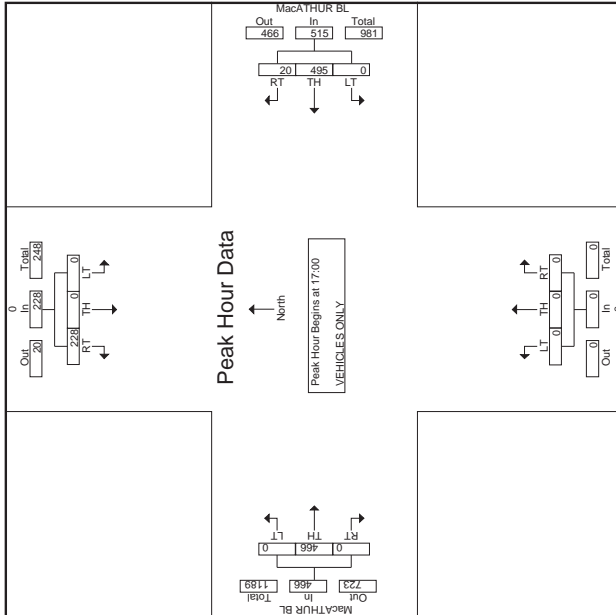 MacATHUR BL
Out In Total
466 515 981
20 495 0
RT TH LT
Total
248
In
228
Out
20
0
0
0
228
LT
TH
RT
Peak Hour Data
North
Peak Hour Begins at 17:00
VEHICLES ONLY
RT
TH
LT
0
0
0
Total
0
In
0
Out
0
0
LT TH RT
0 466 0
1189 466 723
Total In Out
MacATHUR BL